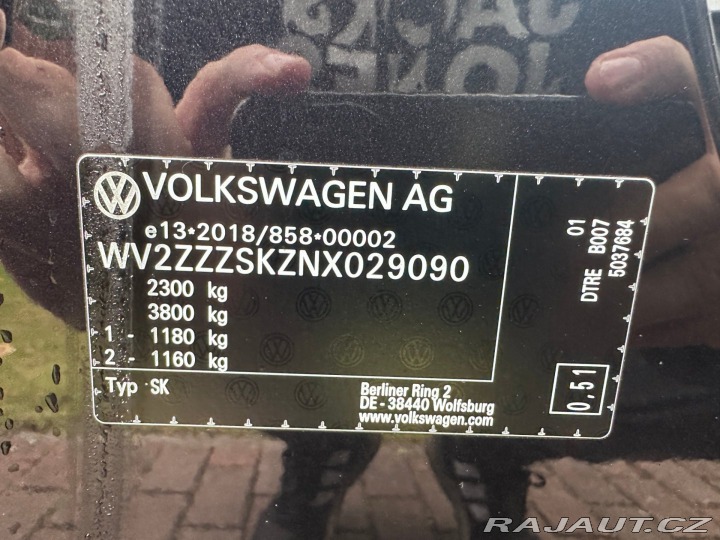 VOLKSWAGEN AG
e13*2018/858*00002
WV2ZZZSKZNX029090
2300 kg
3800 kg
1 - 1180 kg
2 - 1160 kg
Typ SK
Berliner Ring 2
DE - 38440 Wolfsburg
www.volkswagen.com
01
DTRE B007
5037684
0,51
RAJAUT.CZ